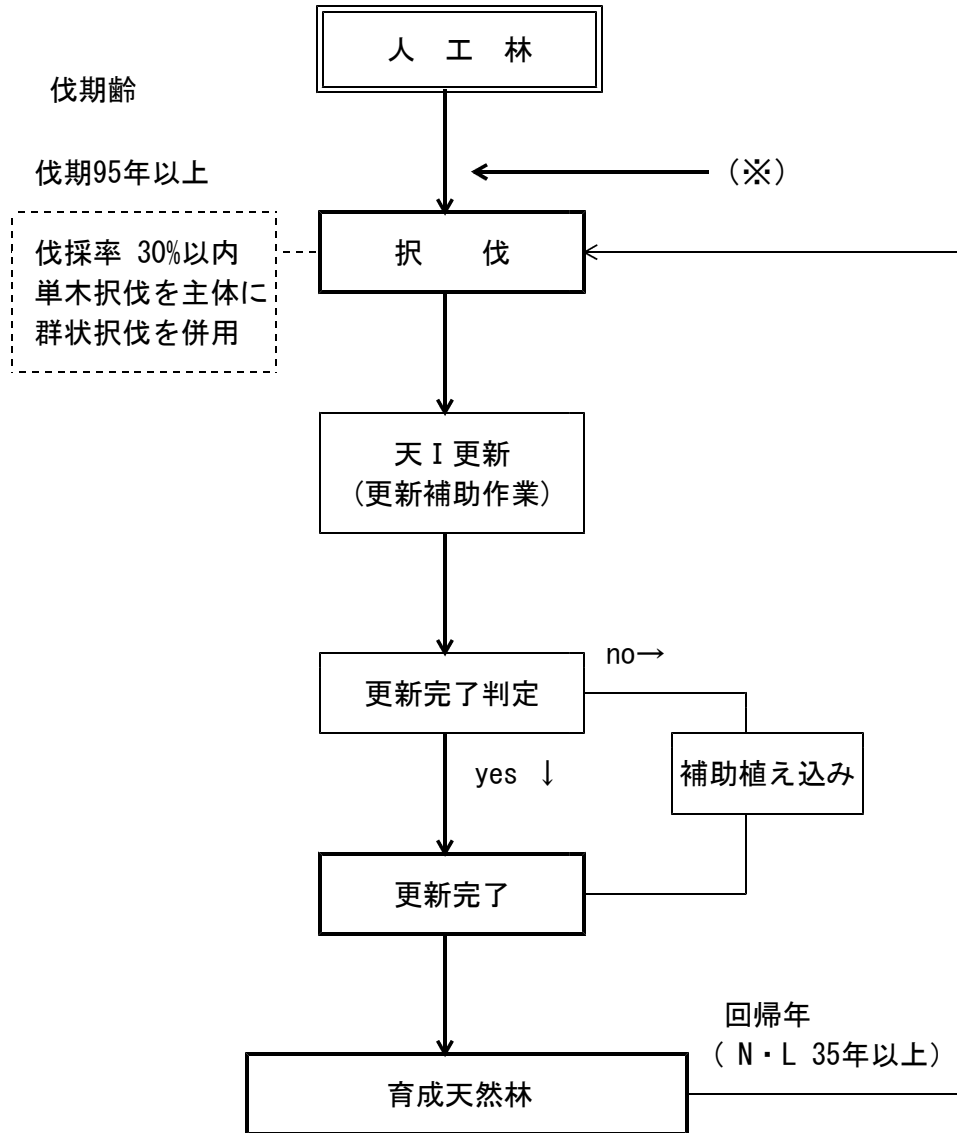 人 工 林
伐期齢
伐期95年以上
(※)
伐採率 30%以内
単木択伐を主体に
群状択伐を併用
択 伐
天Ⅰ更新
(更新補助作業)
no→
更新完了判定
yes ↓
補助植え込み
更新完了
回帰年
( N・L 35年以上)
育成天然林